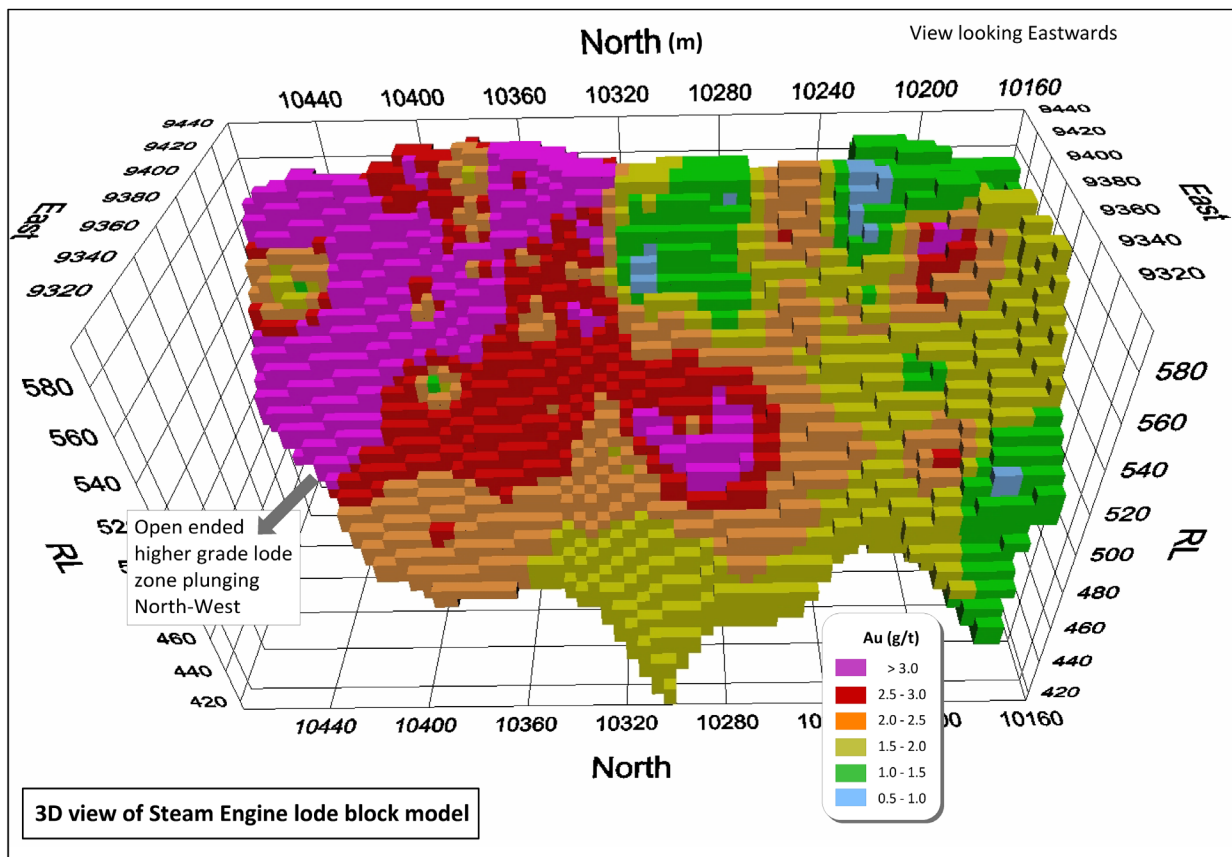 North (m)
View looking Eastwards
10440 10400 10360 10320 10280 10240 10200 10160
9440
9420
9400
9380
9360
9340
9320
East
9440
9420
9400
9380
9360
9340
9320
East
580
560
540
RL
460
440
420
580
560
540
520
500
480
460
440
420
RL
Open ended
higher grade lode
zone plunging
North-West
10440 10400 10360 10320 10280 10160
North
Au (g/t)
> 3.0
2.5 - 3.0
2.0 - 2.5
1.5 - 2.0
1.0 - 1.5
0.5 - 1.0
3D view of Steam Engine lode block model